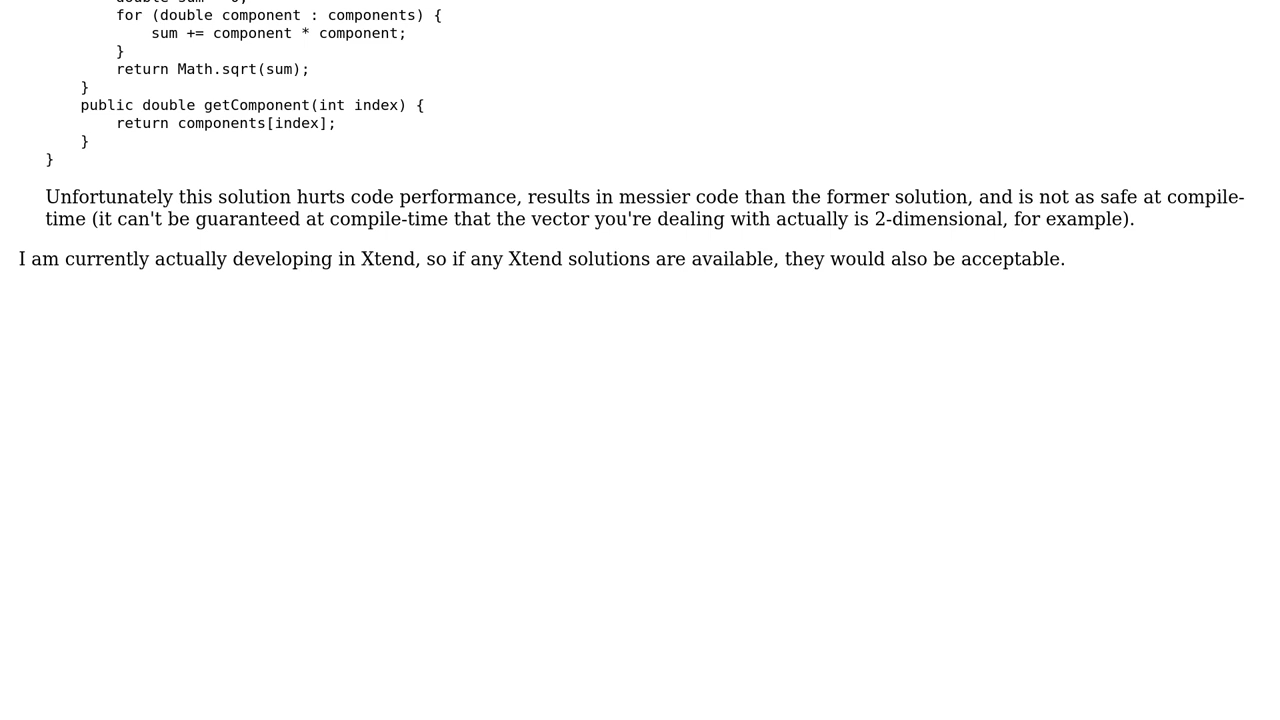 for (double component : components) {
sum += component * component;
}
return Math.sqrt(sum);
}
public double getComponent(int index) {
return components[index];
}
}
Unfortunately this solution hurts code performance, results in messier code than the former solution, and is not as safe at compile-
time (it can't be guaranteed at compile-time that the vector you're dealing with actually is 2-dimensional, for example).
I am currently actually developing in Xtend, so if any Xtend solutions are available, they would also be acceptable.